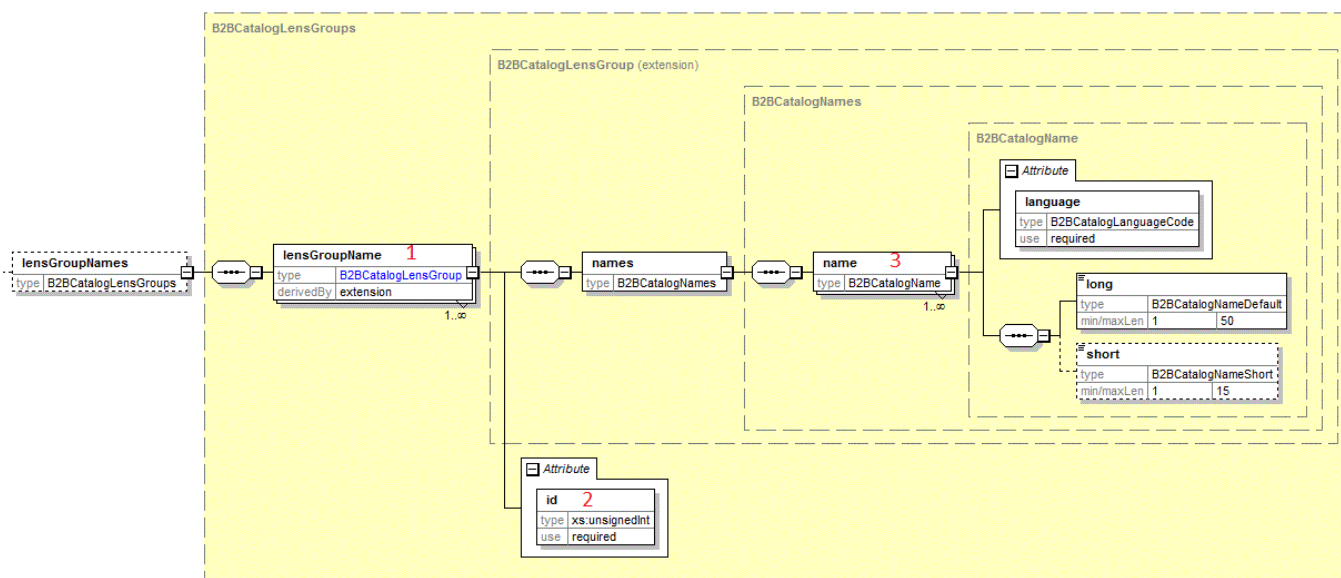 B2BCatalogLensGroups
B2BCatalogLensGroup (extension)
B2BCatalogNames
B2BCatalogName
Attribute
language
type B2BCatalogLanguageCode
use required
lensGroupNames
type B2BCatalogLensGroups
lensGroupName 1
type B2BCatalogLensGroup
derivedBy extension
1..∞
names
type B2BCatalogNames
name 3
type B2BCatalogName
1..∞
long
type B2BCatalogNameDefault
min/maxLen 1 50
short
type B2BCatalogNameShort
min/maxLen 1 15
Attribute
id 2
type xs:unsignedInt
use required